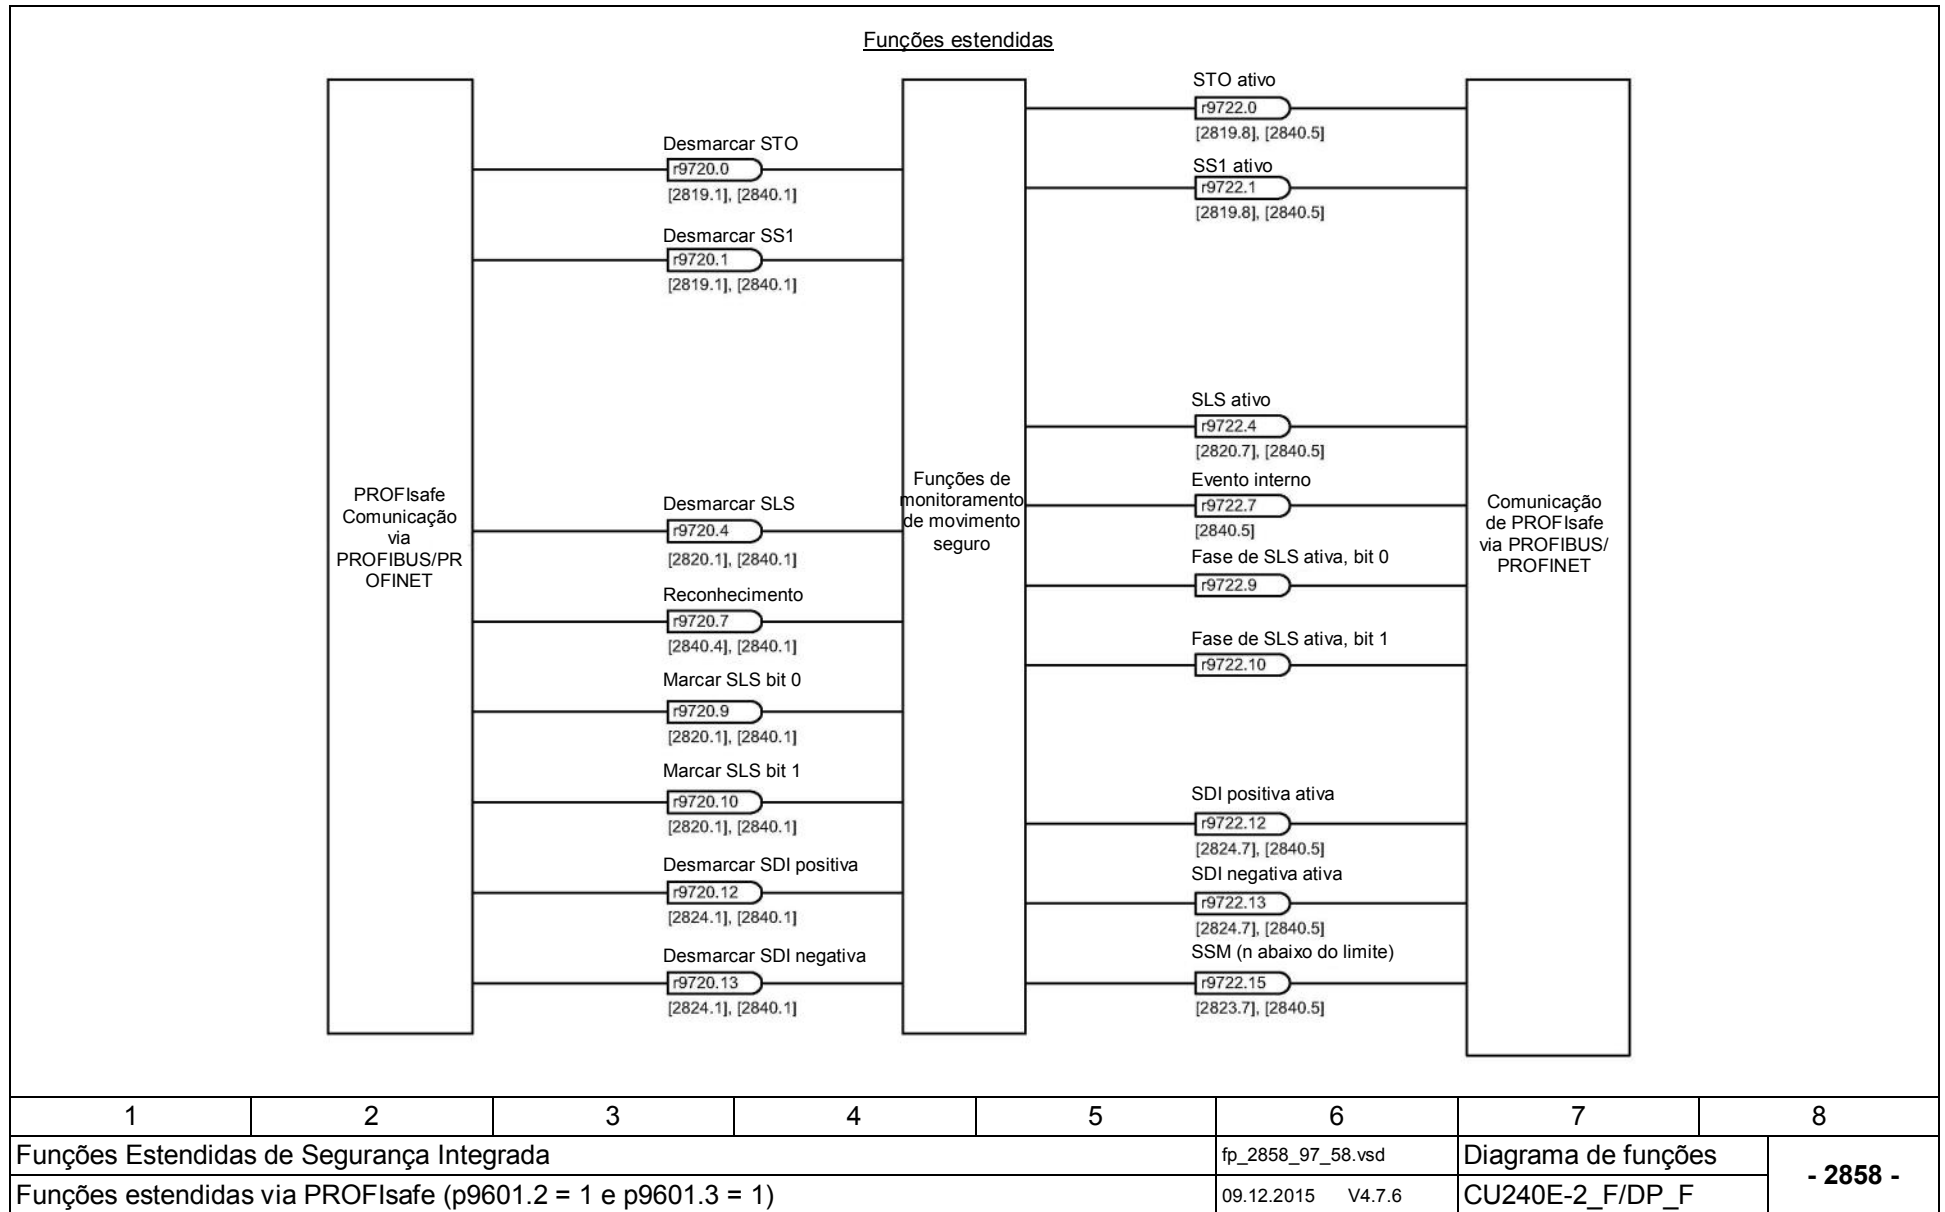 Funções estendidas
PROFIsafe
Comunicação
via
PROFIBUS/PR
OFINET
Desmarcar STO
r9720.0
[2819.1], [2840.1]
Desmarcar SS1
r9720.1
[2819.1], [2840.1]
Desmarcar SLS
r9720.4
[2820.1], [2840.1]
Reconhecimento
r9720.7
[2840.4], [2840.1]
Marcar SLS bit 0
r9720.9
[2820.1], [2840.1]
Marcar SLS bit 1
r9720.10
[2820.1], [2840.1]
Desmarcar SDI positiva
r9720.12
[2824.1], [2840.1]
Desmarcar SDI negativa
r9720.13
[2824.1], [2840.1]
Funções de
monitoramento
de movimento
seguro
STO ativo
r9722.0
[2819.8], [2840.5]
SS1 ativo
r9722.1
[2819.8], [2840.5]
SLS ativo
r9722.4
[2820.7], [2840.5]
Evento interno
r9722.7
[2840.5]
Fase de SLS ativa, bit 0
r9722.9
Fase de SLS ativa, bit 1
r9722.10
SDI positiva ativa
r9722.12
[2824.7], [2840.5]
SDI negativa ativa
r9722.13
[2824.7], [2840.5]
SSM (n abaixo do limite)
r9722.15
[2823.7], [2840.5]
Comunicação
de PROFIsafe
via PROFIBUS/
PROFINET
1 2 3 4 5 6 7 8
Funções Estendidas de Segurança Integrada fp_2858_97_58.vsd Diagrama de funções
- 2858 -
Funções estendidas via PROFIsafe (p9601.2 = 1 e p9601.3 = 1) 09.12.2015 V4.7.6 CU240E-2_F/DP_F